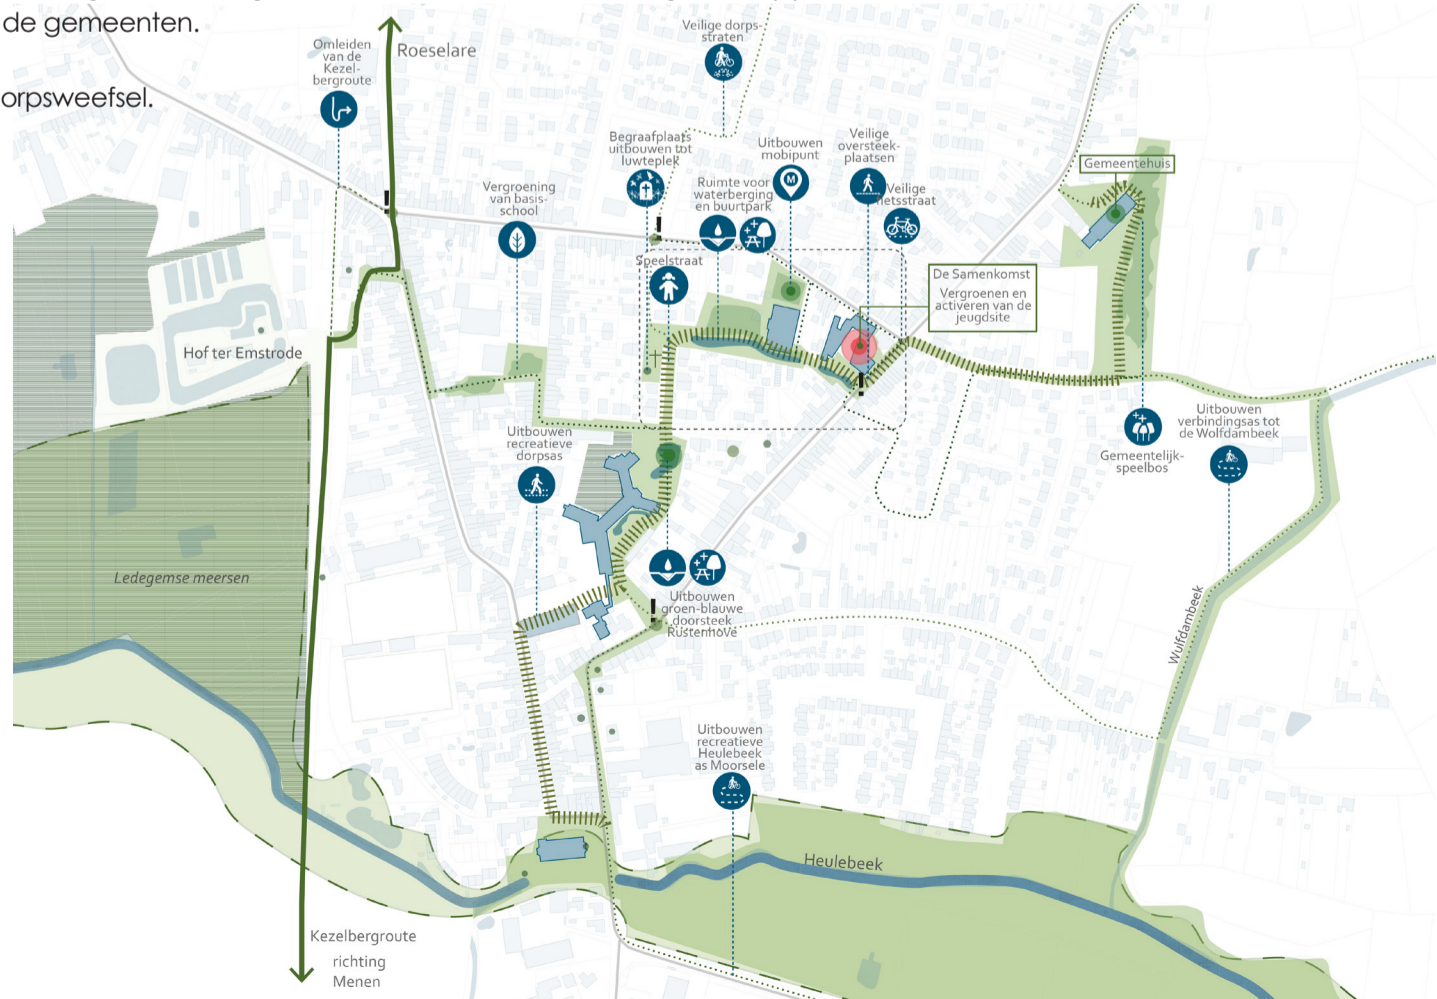 de gemeenten.
orpsweefsel.
Roeselare
Omleiden
van de
Kezel-
bergroute
Veilige dorps-
straten
Begraafplaats
uitbouwen tot
luwteplek
Uitbouwen
mobipunt
M
Veilige
oversteek-
plaatsen
Gemeentehuis
Vergroening
van basis-
school
Ruimte voor
waterberging
en buurtpark
Veilige
fietsstraat
Speelstraat
De Samenkomst
Vergroenen en
activeren van de
jeugdsite
!
!
!
!
Hof ter Emstrode
Uitbouwen
recreatieve
dorpsas
Uitbouwen
verbindingsas tot
de Wolfdambeek
Gemeentelijk-
speelbos
Ledegemse meersen
Uitbouwen
groen-blauwe
doorsteek
Rustenhove
Wulfdambeek
Uitbouwen
recreatieve
Heulebeek
as Moorsele
Heulebeek
Kezelbergroute
richting
Menen